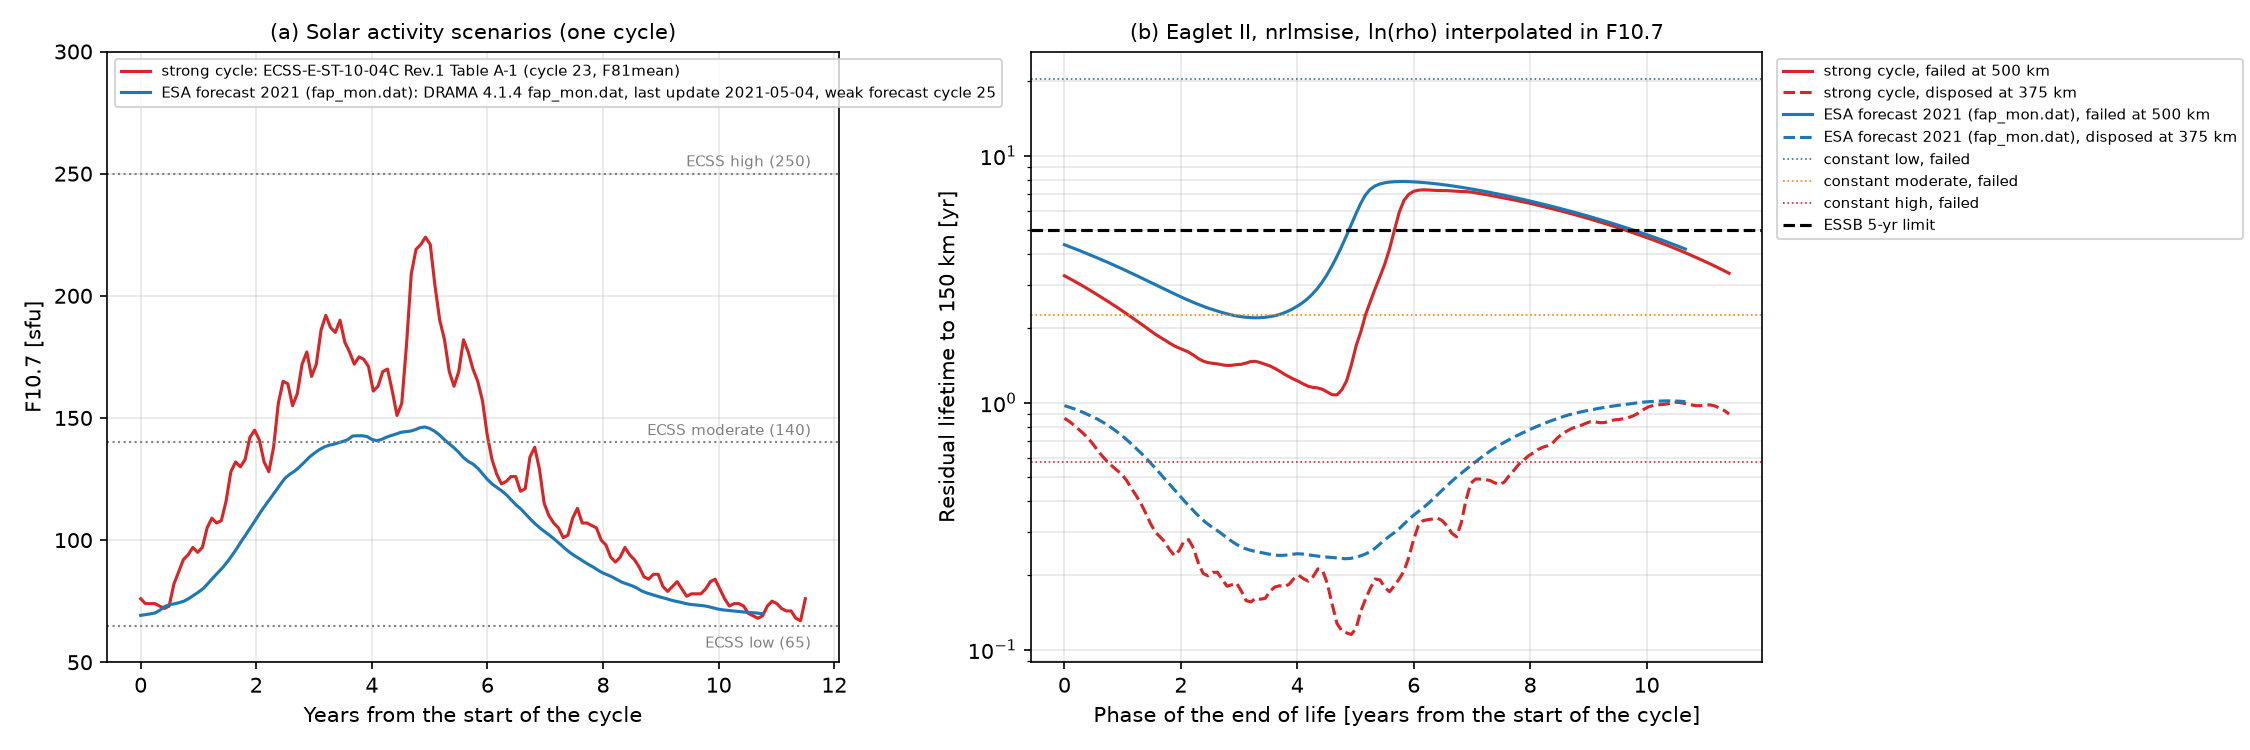 (a) Solar activity scenarios (one cycle)
300
250
200
150
100
50
F10.7 [sfu]
strong cycle: ECSS-E-ST-10-04C Rev.1 Table A-1 (cycle 23, F81mean)
ESA forecast 2021 (fap_mon.dat): DRAMA 4.1.4 fap_mon.dat, last update 2021-05-04, weak forecast cycle 25
ECSS high (250)
ECSS moderate (140)
ECSS low (65)
0 2 4 6 8 10 12
Years from the start of the cycle
(b) Eaglet II, nrlmsise, ln(rho) interpolated in F10.7
10¹
10⁰
10⁻¹
Residual lifetime to 150 km [yr]
0 2 4 6 8 10
Phase of the end of life [years from the start of the cycle]
strong cycle, failed at 500 km
strong cycle, disposed at 375 km
ESA forecast 2021 (fap_mon.dat), failed at 500 km
ESA forecast 2021 (fap_mon.dat), disposed at 375 km
constant low, failed
constant moderate, failed
constant high, failed
ESSB 5-yr limit